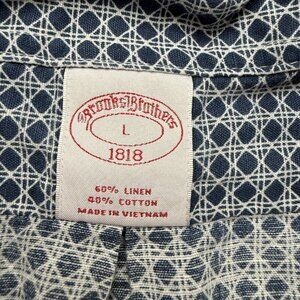 Brooks Brothers
L
1818
60% LINEN
40% COTTON
MADE IN VIETNAM